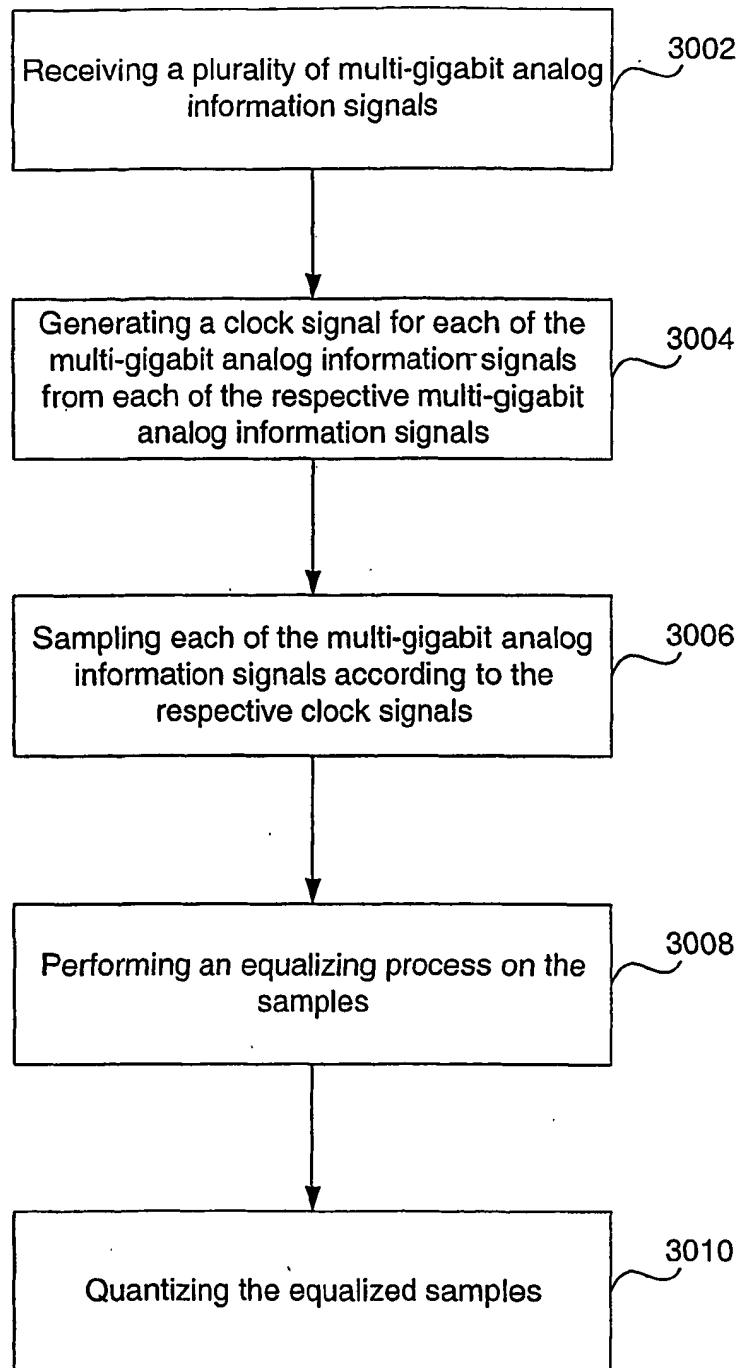 Receiving a plurality of multi-gigabit analog
information signals
3002
Generating a clock signal for each of the
multi-gigabit analog information signals
from each of the respective multi-gigabit
analog information signals
3004
Sampling each of the multi-gigabit analog
information signals according to the
respective clock signals
3006
Performing an equalizing process on the
samples
3008
Quantizing the equalized samples
3010